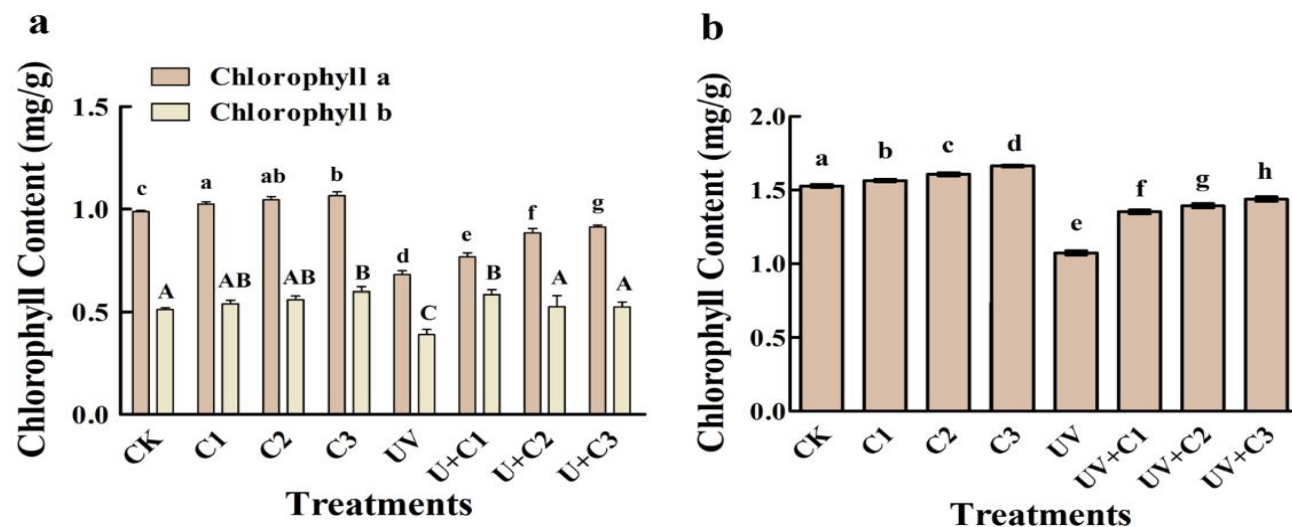 a
Chlorophyll a
Chlorophyll b
Chlorophyll Content (mg/g)
1.5
1.0
0.5
0.0
c
a
ab
b
d
e
f
g
A
AB
AB
B
C
B
A
A
CK
C1
C2
C3
UV
U+C1
U+C2
U+C3
Treatments
b
Chlorophyll Content (mg/g)
2.0
1.5
1.0
0.5
0.0
a
b
c
d
e
f
g
h
CK
C1
C2
C3
UV
UV+C1
UV+C2
UV+C3
Treatments